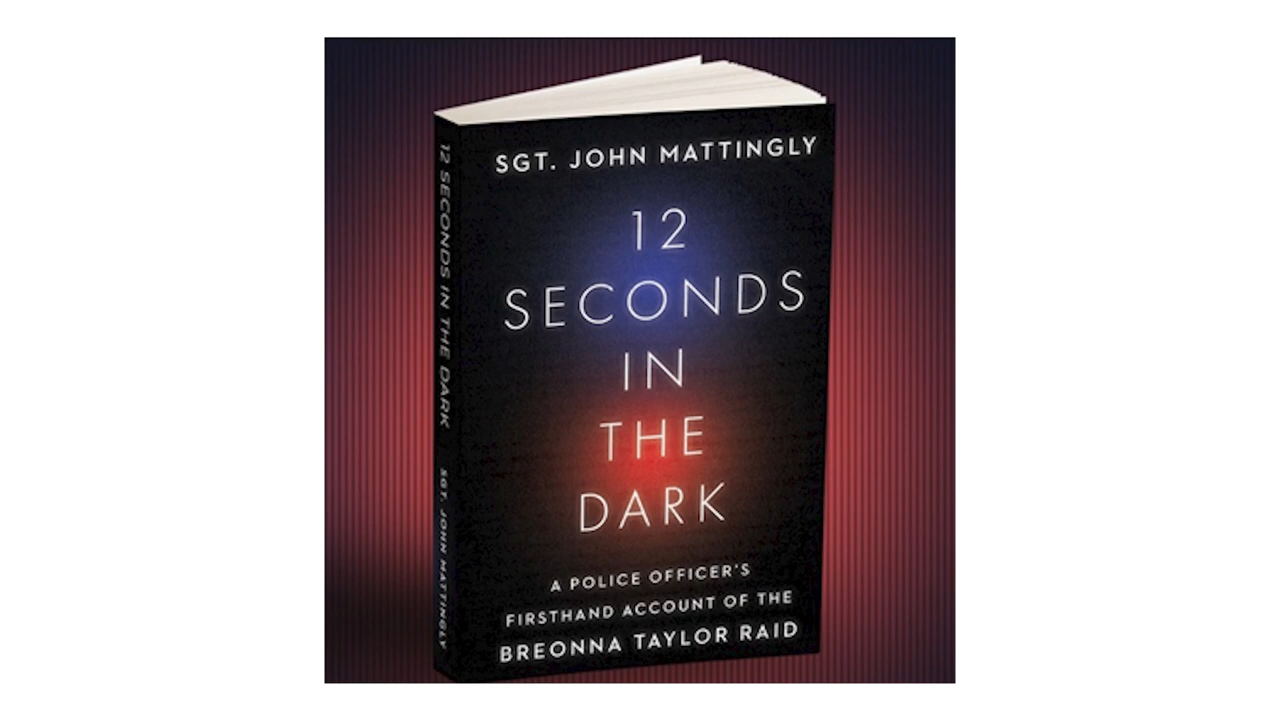 SGT. JOHN MATTINGLY
12
SECONDS
IN
THE
DARK
A POLICE OFFICER'S
FIRSTHAND ACCOUNT OF THE
BREONNA TAYLOR RAID
12 SECONDS IN THE DARK SGT. JOHN MATTINGLY